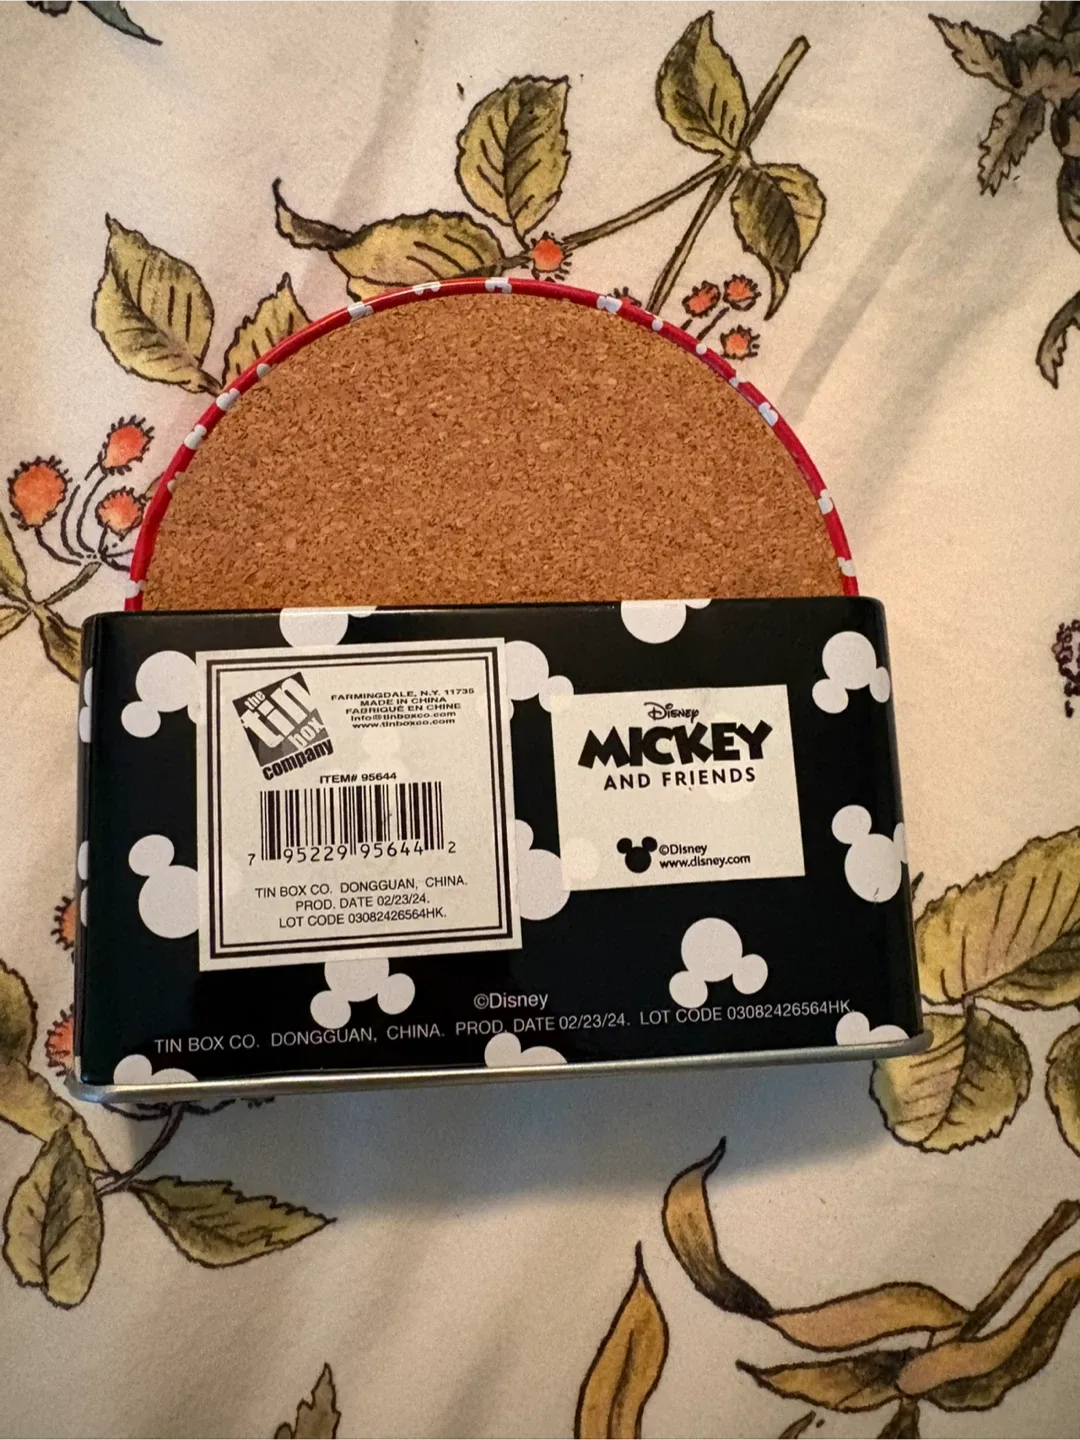 the
tin
box
company
FARMINGDALE, N.Y. 11735
MADE IN CHINA
FABRIQUÉ EN CHINE
Info@tinboxco.com
www.tinboxco.com
ITEM# 95644
7 95229 95644 2
TIN BOX CO. DONGGUAN, CHINA.
PROD. DATE 02/23/24.
LOT CODE 03082426564HK.
Disney
MICKEY
AND FRIENDS
©Disney
www.disney.com
©Disney
TIN BOX CO. DONGGUAN, CHINA. PROD. DATE 02/23/24. LOT CODE 03082426564HK.